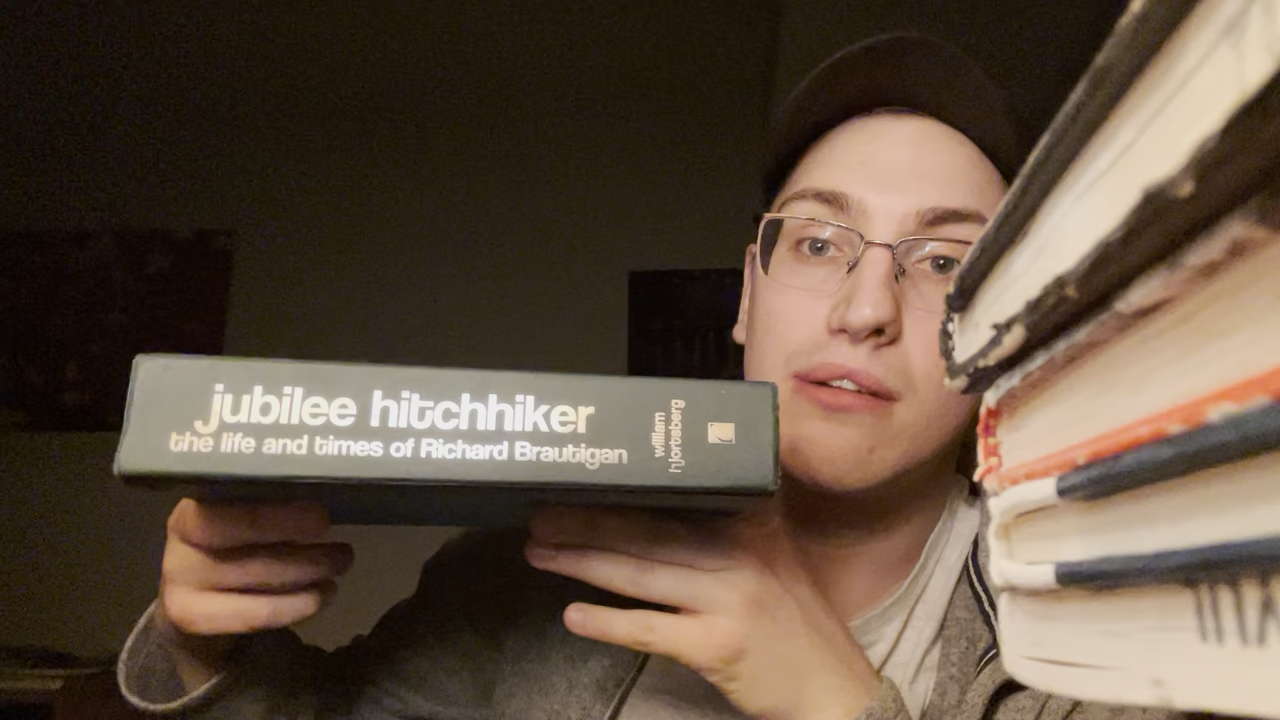 jubilee hitchhiker
the life and times of Richard Brautigan
william
hjortsberg